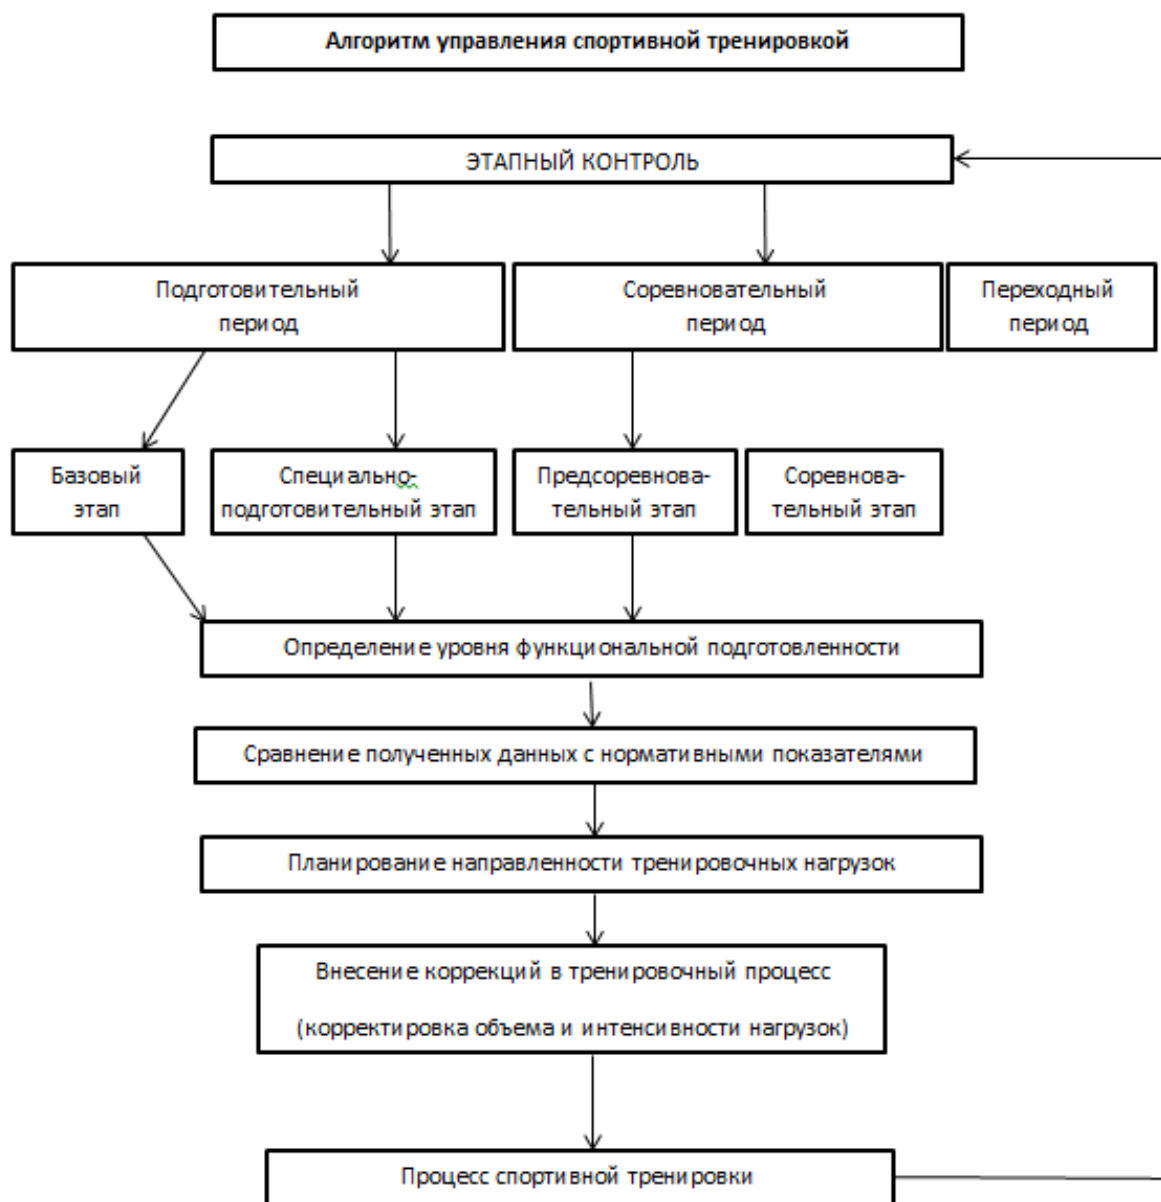 Алгоритм управления спортивной тренировкой
ЭТАПНЫЙ КОНТРОЛЬ
Подготовительный
период
Соревновательный
период
Переходный
период
Базовый
этап
Специально-
подготовительный этап
Предсоревнова-
тельный этап
Соревнова-
тельный этап
Определение уровня функциональной подготовленности
Сравнение полученных данных с нормативными показателями
Планирование направленности тренировочных нагрузок
Внесение коррекций в тренировочный процесс
(корректировка объема и интенсивности нагрузок)
Процесс спортивной тренировки